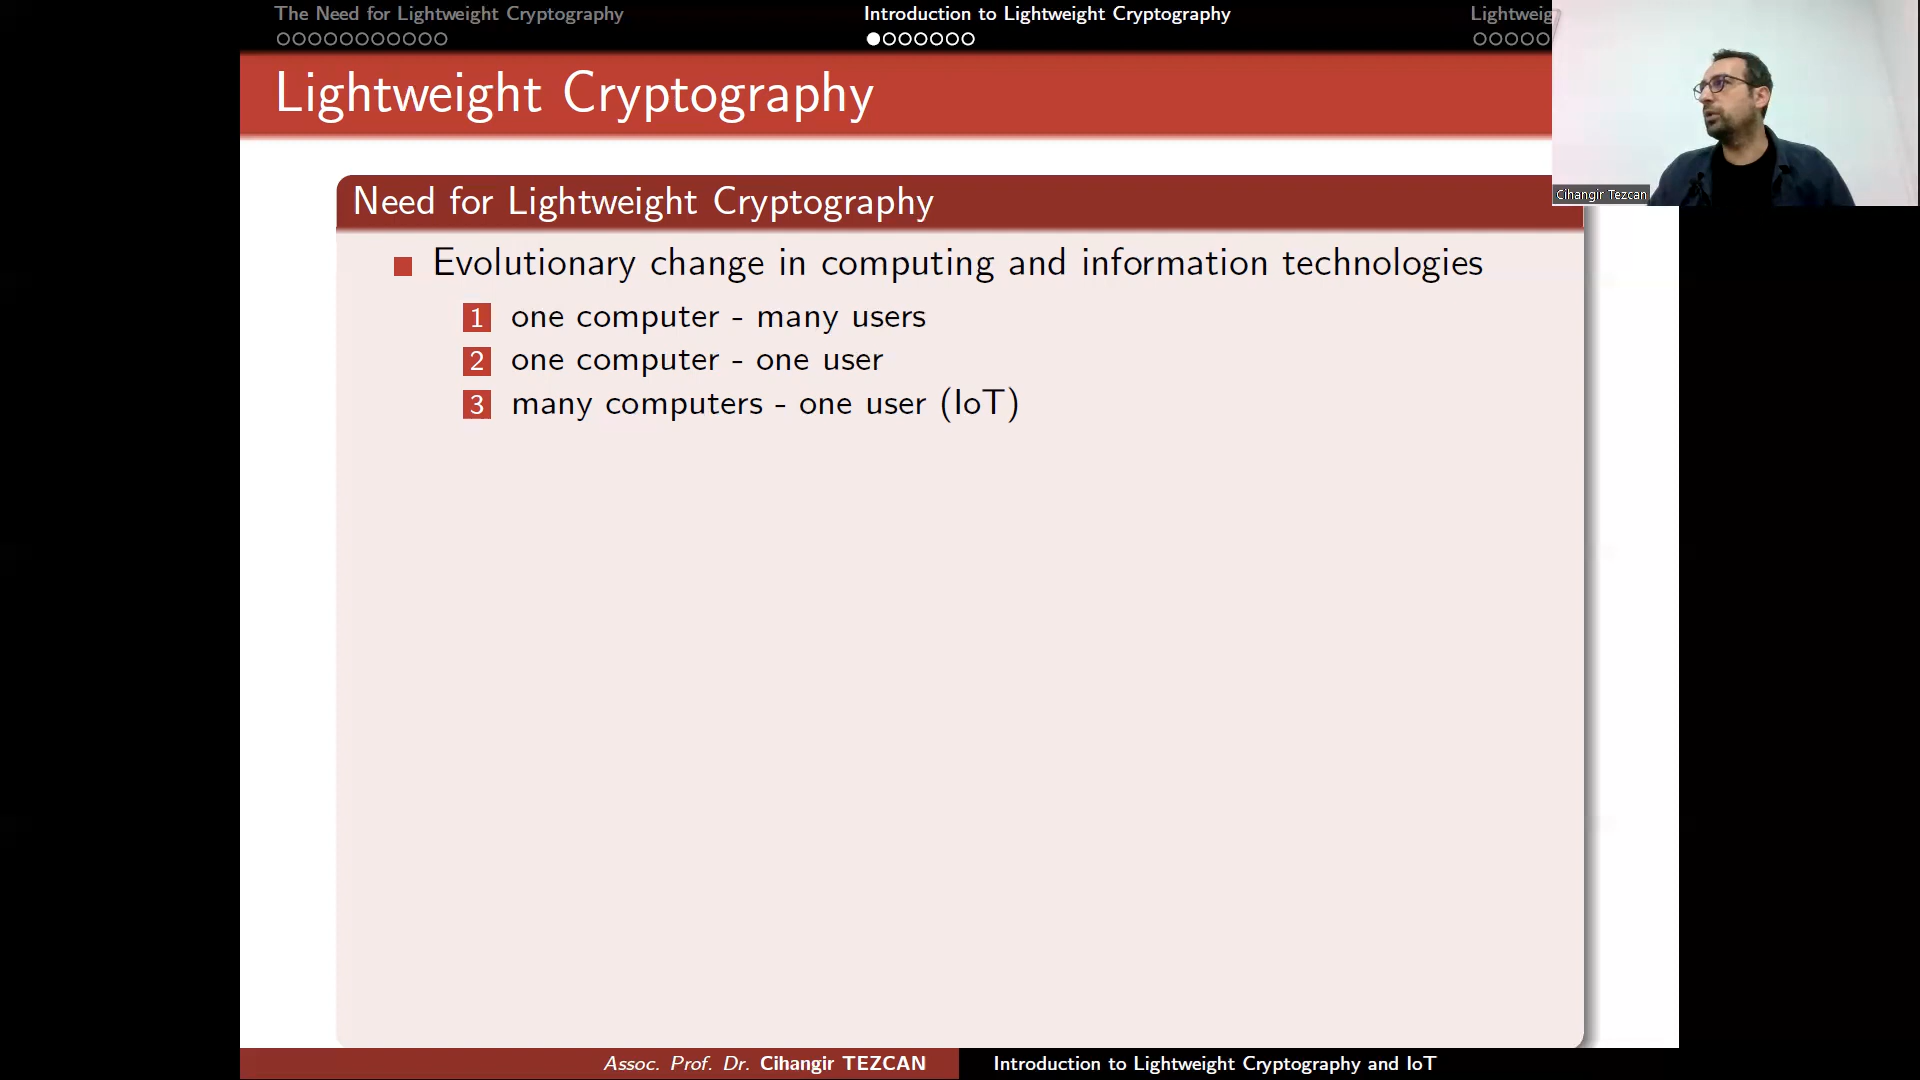 The Need for Lightweight Cryptography
Introduction to Lightweight Cryptography
Lightweig
Lightweight Cryptography
Cihangir Tezcan
Need for Lightweight Cryptography
Evolutionary change in computing and information technologies
1 one computer - many users
2 one computer - one user
3 many computers - one user (IoT)
Assoc. Prof. Dr. Cihangir TEZCAN
Introduction to Lightweight Cryptography and IoT